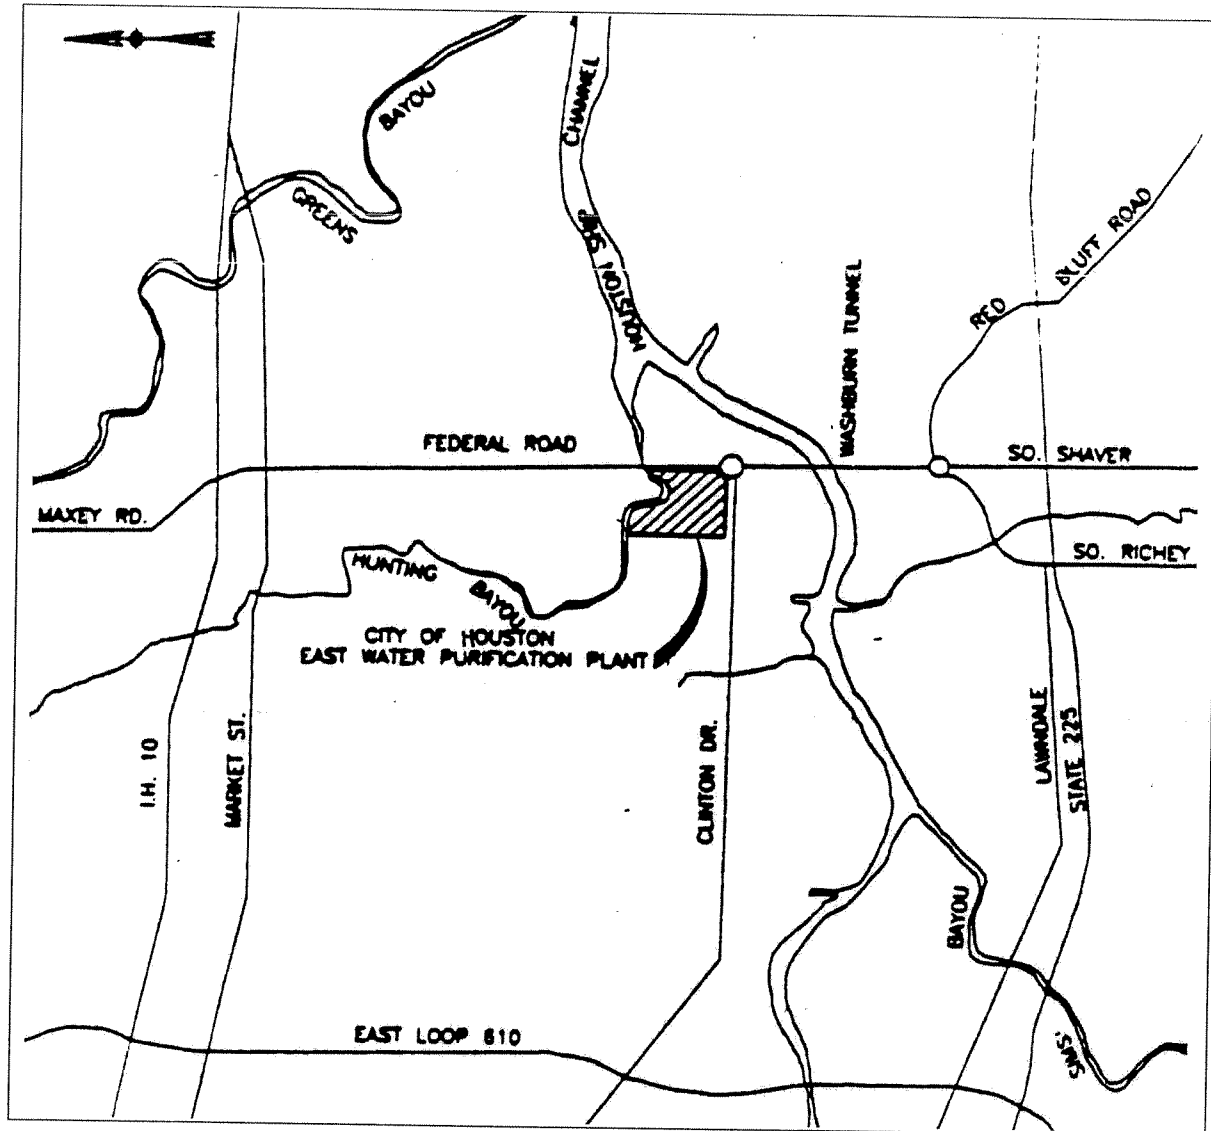 CHANNEL
BAYOU
GREENS
SHIP
HOUSTON
WASHBURN TUNNEL
BLUFF ROAD
RED
FEDERAL ROAD
SO. SHAVER
MAXEY RD.
SO. RICHEY
HUNTING
BAYOU
CITY OF HOUSTON
EAST WATER PURIFICATION PLANT
I.H. 10
MARKET ST.
CLINTON DR.
LAWNDALE
STATE 225
BAYOU
SIMS.
EAST LOOP 610